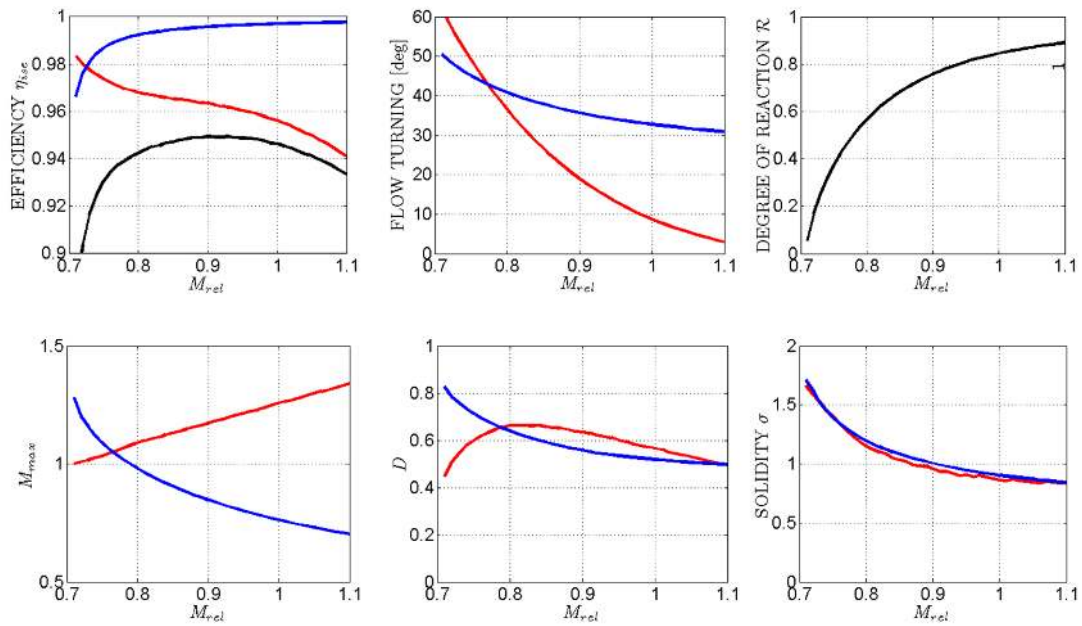 EFFICIENCY η_ise
1
0.98
0.96
0.94
0.92
0.9
0.7 0.8 0.9 1 1.1
M_rel
FLOW TURNING [deg]
60
50
40
30
20
10
0
0.7 0.8 0.9 1 1.1
M_rel
DEGREE OF REACTION R
1
0.8
0.6
0.4
0.2
0
0.7 0.8 0.9 1 1.1
M_rel
1
M_max
1.5
1
0.5
0.7 0.8 0.9 1 1.1
M_rel
D
1
0.8
0.6
0.4
0.2
0
0.7 0.8 0.9 1 1.1
M_rel
SOLIDITY σ
2
1.5
1
0.5
0
0.7 0.8 0.9 1 1.1
M_rel